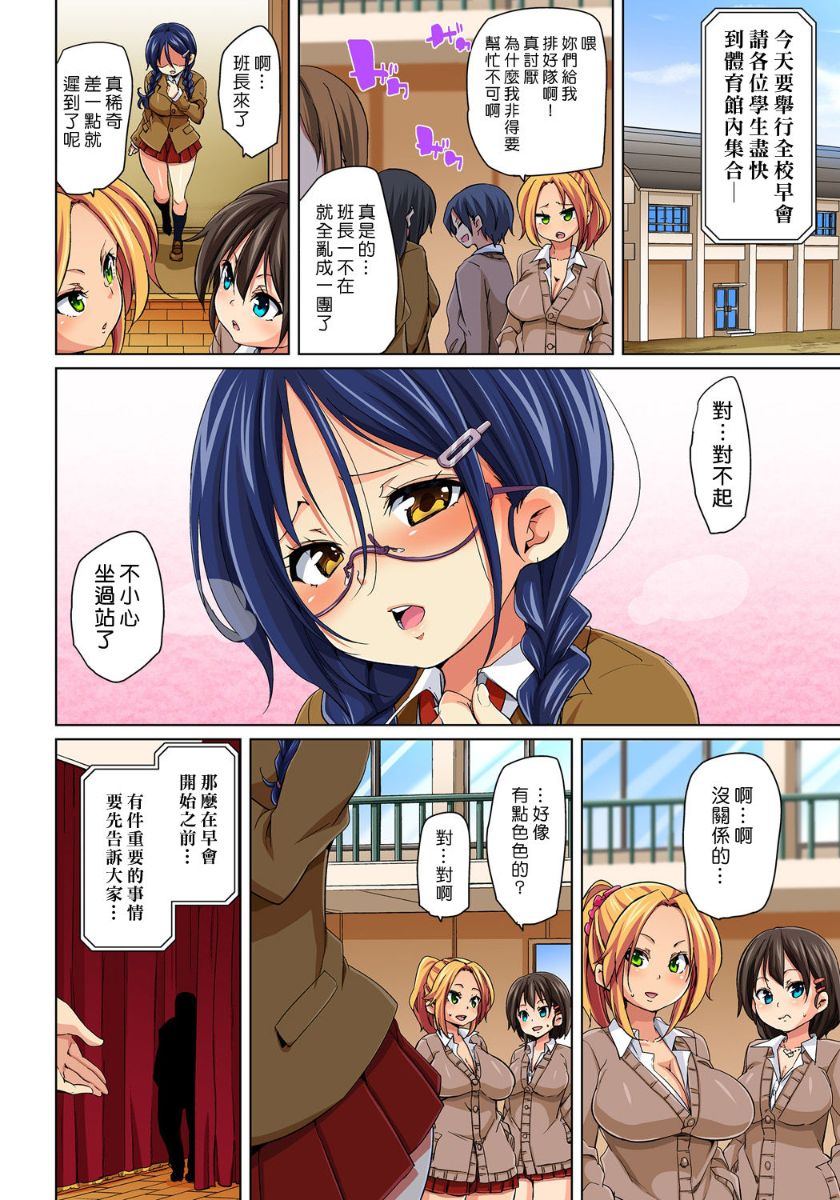 今天要舉行全校早會
請各位學生盡快
到體育館內集合─
喂
妳們給我
排好隊啊！
真討厭
為什麼我非得要
幫忙不可啊
真是的…
班長一不在
就全亂成一團了
啊…
班長來了
真稀奇
差一點就
遲到了呢
對…對不起
不小心
坐過站了
啊…啊
沒關係的…
…好像
有點色色的？
對…對啊
那麼在早會
開始之前…
有件重要的事情
要先告訴大家…